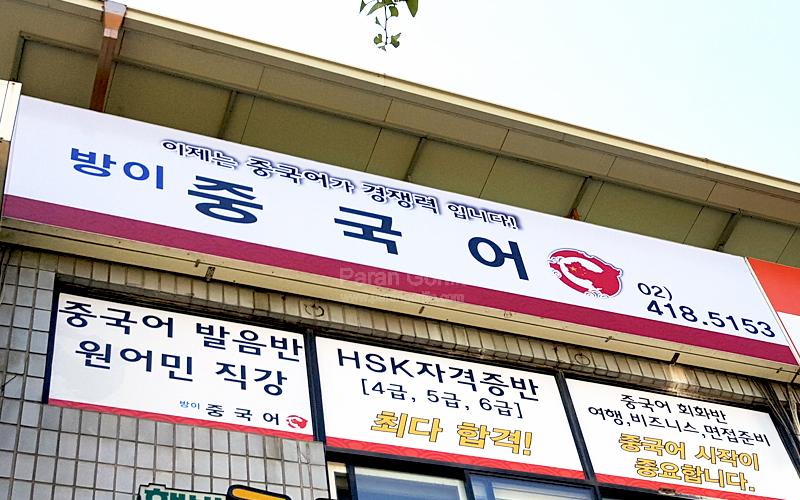 이제는 중국어가 경쟁력 입니다!
방이 중국어
02)
418.5153
중국어 발음반
원어민 직강
방이 중국어
HSK자격증반
[4급, 5급, 6급]
최다 합격!
중국어 회화반
여행,비즈니스,면접준비
중국어 시작이
중요합니다.